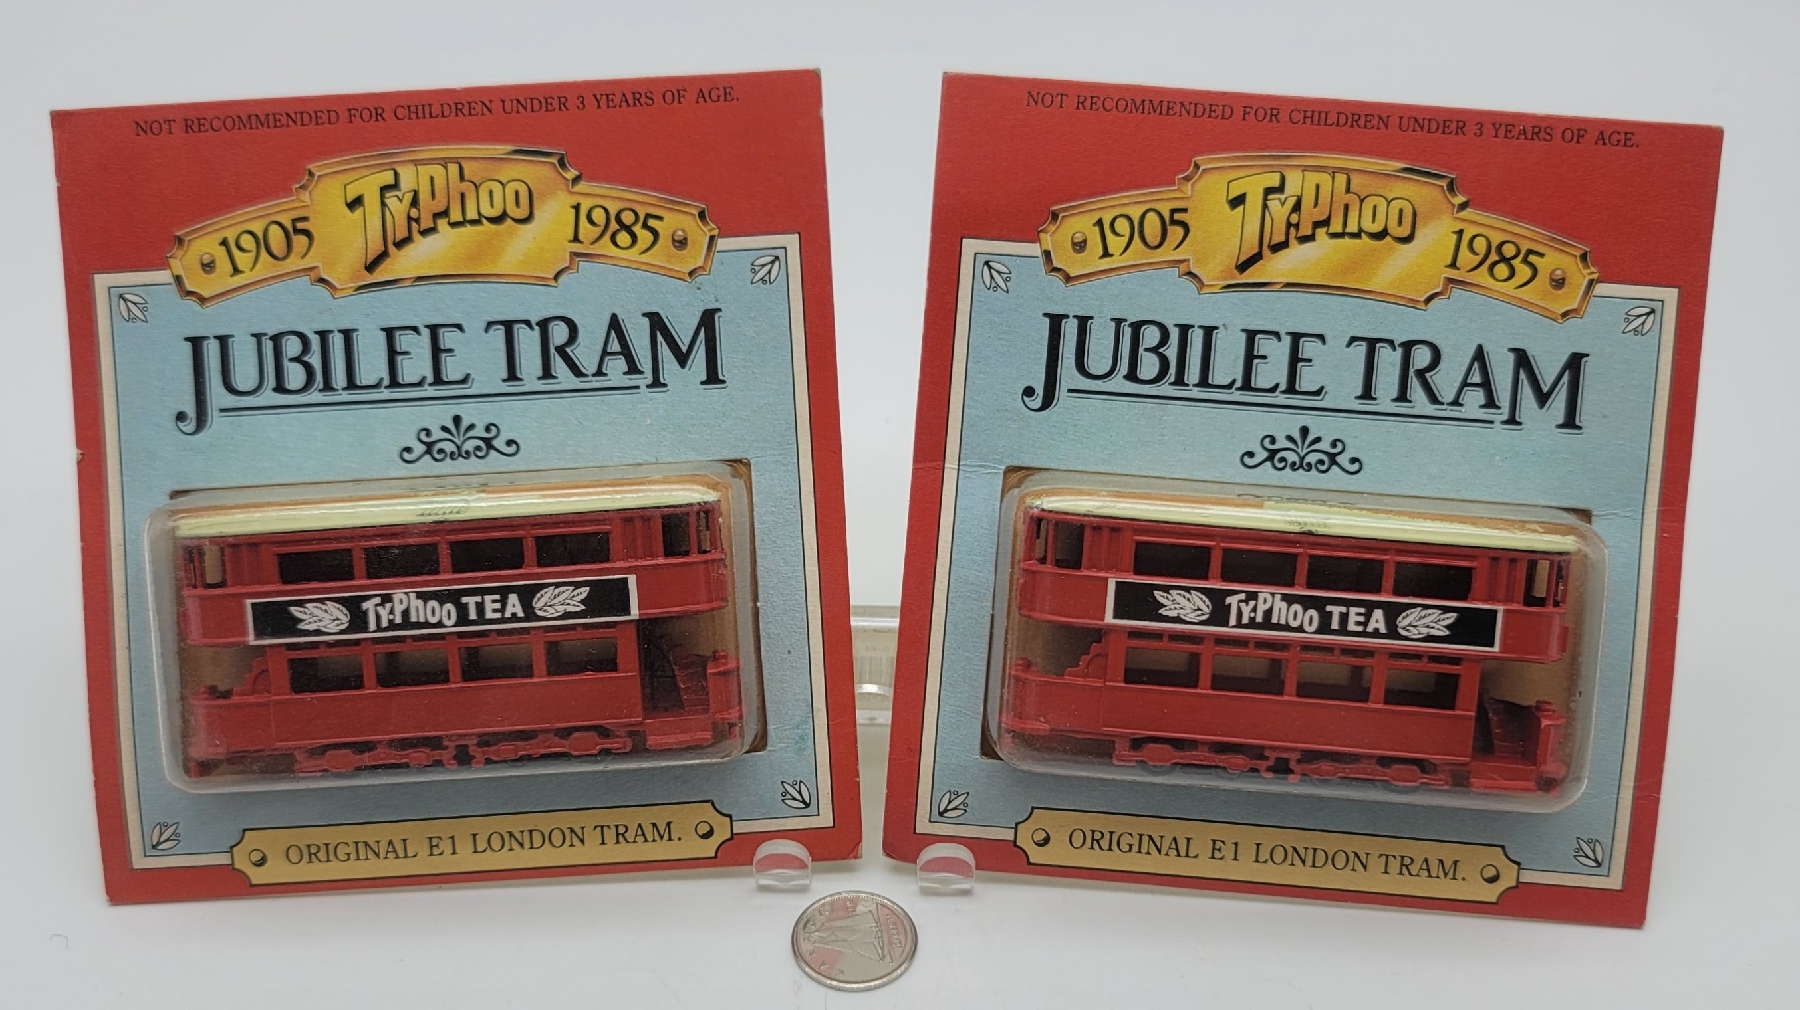 NOT RECOMMENDED FOR CHILDREN UNDER 3 YEARS OF AGE.
1905 Ty·Phoo 1985
JUBILEE TRAM
Ty·Phoo TEA
ORIGINAL E1 LONDON TRAM.
NOT RECOMMENDED FOR CHILDREN UNDER 3 YEARS OF AGE.
1905 Ty·Phoo 1985
JUBILEE TRAM
Ty·Phoo TEA
ORIGINAL E1 LONDON TRAM.